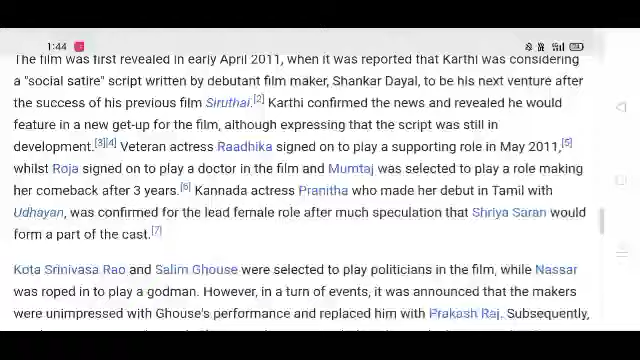 1:44
The film was first revealed in early April 2011, when it was reported that Karthi was considering
a "social satire" script written by debutant film maker, Shankar Dayal, to be his next venture after
the success of his previous film Siruthai.[2] Karthi confirmed the news and revealed he would
feature in a new get-up for the film, although expressing that the script was still in
development.[3][4] Veteran actress Raadhika signed on to play a supporting role in May 2011,[5]
whilst Roja signed on to play a doctor in the film and Mumtaj was selected to play a role making
her comeback after 3 years.[6] Kannada actress Pranitha who made her debut in Tamil with
Udhayan, was confirmed for the lead female role after much speculation that Shriya Saran would
form a part of the cast.[7]
Kota Srinivasa Rao and Salim Ghouse were selected to play politicians in the film, while Nassar
was roped in to play a godman. However, in a turn of events, it was announced that the makers
were unimpressed with Ghouse's performance and replaced him with Prakash Raj. Subsequently,